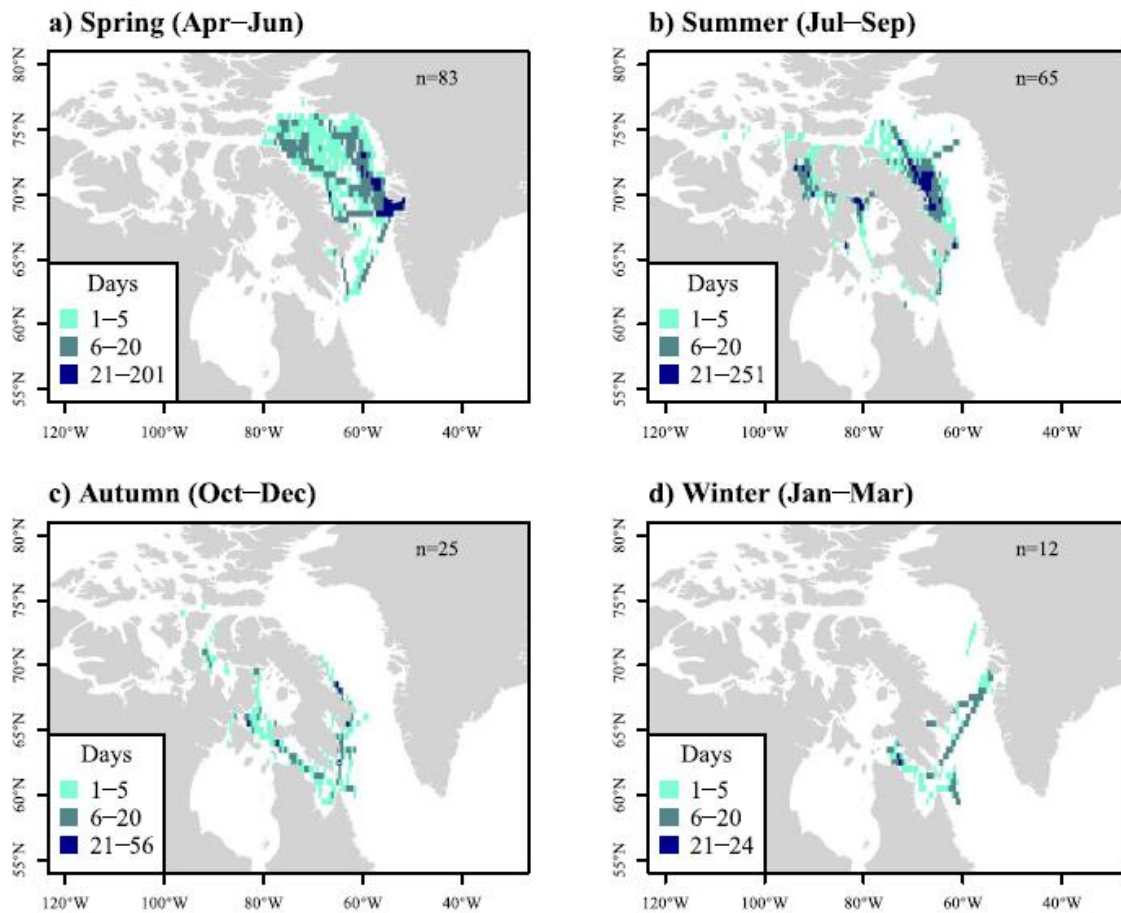 a) Spring (Apr–Jun)
n=83
80°N
75°N
70°N
65°N
60°N
55°N
Days
1–5
6–20
21–201
120°W 100°W 80°W 60°W 40°W
b) Summer (Jul–Sep)
n=65
80°N
75°N
70°N
65°N
60°N
55°N
Days
1–5
6–20
21–251
120°W 100°W 80°W 60°W 40°W
c) Autumn (Oct–Dec)
n=25
80°N
75°N
70°N
65°N
60°N
55°N
Days
1–5
6–20
21–56
120°W 100°W 80°W 60°W 40°W
d) Winter (Jan–Mar)
n=12
80°N
75°N
70°N
65°N
60°N
55°N
Days
1–5
6–20
21–24
120°W 100°W 80°W 60°W 40°W